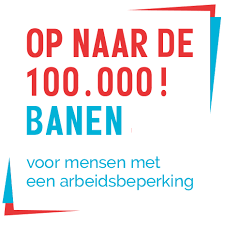 OP NAAR DE
100.000!
BANEN
voor mensen met
een arbeidsbeperking